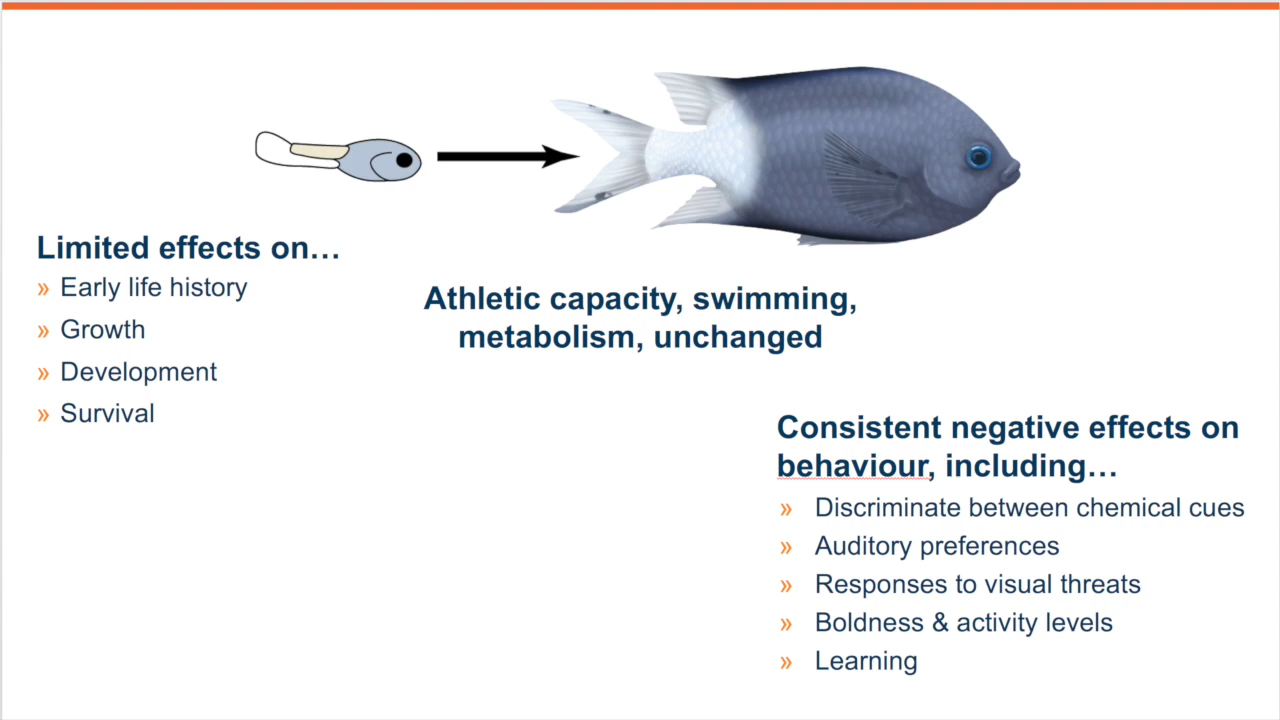 Limited effects on…
» Early life history
» Growth
» Development
» Survival
Athletic capacity, swimming,
metabolism, unchanged
Consistent negative effects on
behaviour, including…
» Discriminate between chemical cues
» Auditory preferences
» Responses to visual threats
» Boldness & activity levels
» Learning